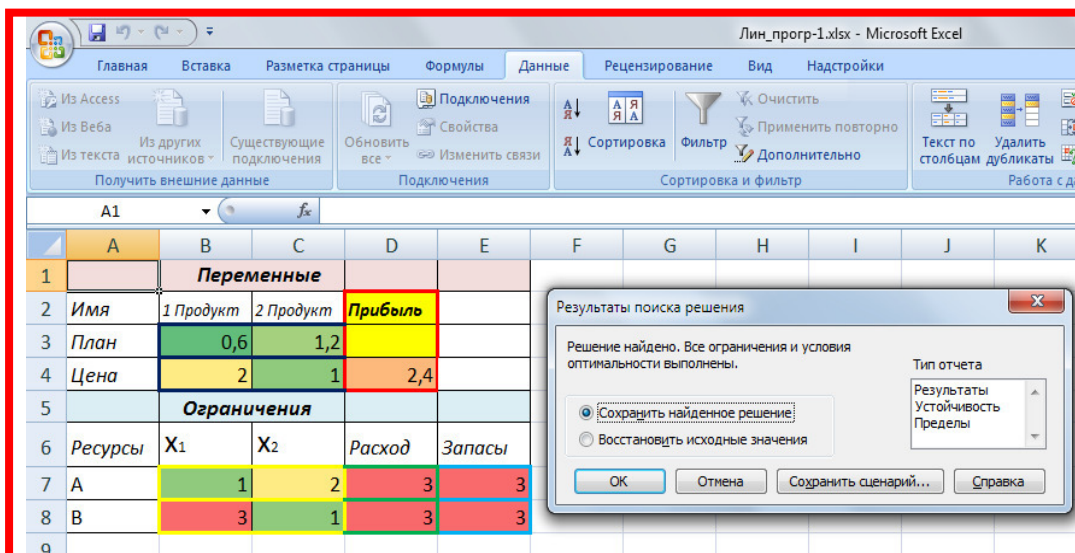 Лин_прогр-1.xlsx - Microsoft Excel
Главная Вставка Разметка страницы Формулы Данные Рецензирование Вид Надстройки
Из Access
Из Веба
Из текста
Из других источников
Существующие подключения
Получить внешние данные
Обновить все
Подключения
Свойства
Изменить связи
Подключения
Сортировка
Фильтр
Очистить
Применить повторно
Дополнительно
Сортировка и фильтр
Текст по столбцам
Удалить дубликаты
Работа с
A1 fx
A B C D E F G H I J K
1 Переменные
2 Имя 1 Продукт 2 Продукт Прибыль
3 План 0,6 1,2
4 Цена 2 1 2,4
5 Ограничения
6 Ресурсы X1 X2 Расход Запасы
7 A 1 2 3 3
8 B 3 1 3 3
9
Результаты поиска решения
Решение найдено. Все ограничения и условия
оптимальности выполнены.
Тип отчета
Результаты
Устойчивость
Пределы
Сохранить найденное решение
Восстановить исходные значения
ОК Отмена Сохранить сценарий... Справка